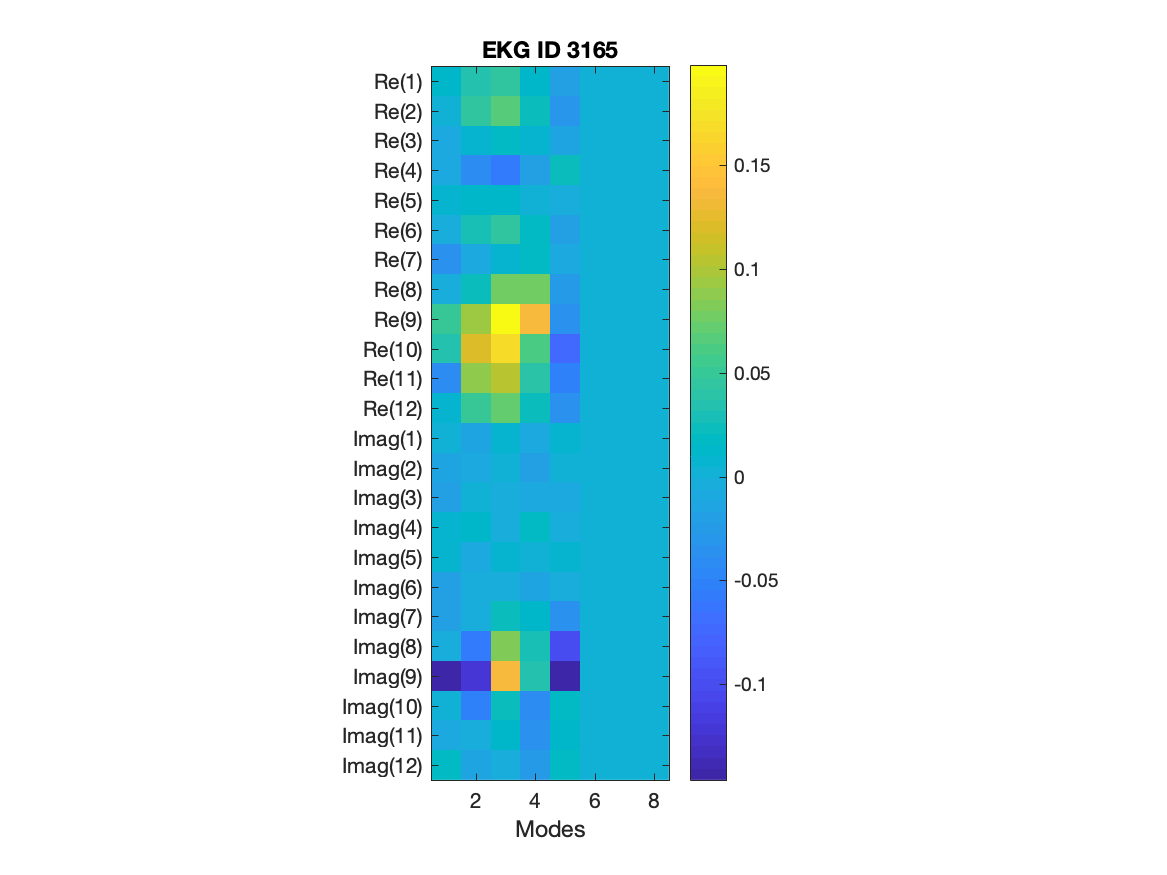 EKG ID 3165
Re(1)
Re(2)
Re(3)
Re(4)
Re(5)
Re(6)
Re(7)
Re(8)
Re(9)
Re(10)
Re(11)
Re(12)
Imag(1)
Imag(2)
Imag(3)
Imag(4)
Imag(5)
Imag(6)
Imag(7)
Imag(8)
Imag(9)
Imag(10)
Imag(11)
Imag(12)
2 4 6 8
Modes
0.15
0.1
0.05
0
-0.05
-0.1